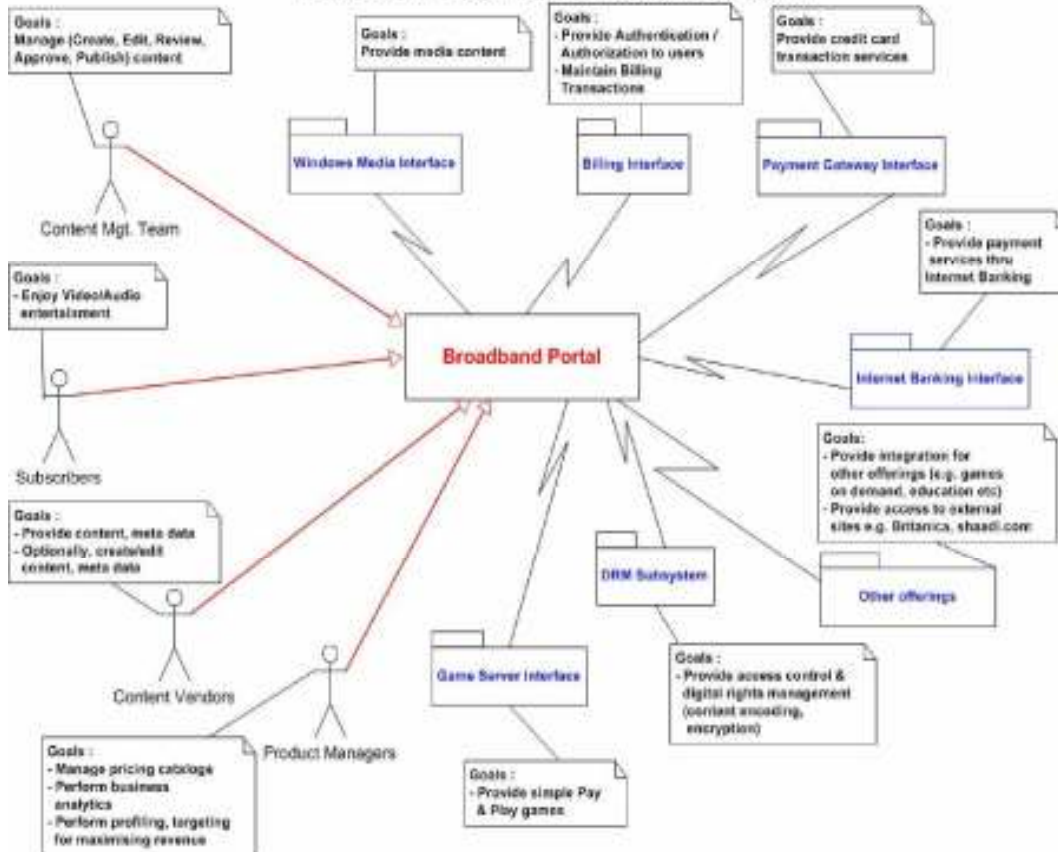 Goals :
Manage (Create, Edit, Review,
Approve, Publish) content
Goals :
Provide media content
Goals :
- Provide Authentication /
Authorization to users
- Maintain Billing
Transactions
Goals :
Provide credit card
transaction services
Windows Media Interface
Billing Interface
Payment Gateway Interface
Content Mgt. Team
Goals :
- Provide payment
services thru
Internet Banking
Goals :
- Enjoy Video/Audio
entertainment
Broadband Portal
Internet Banking Interface
Subscribers
Goals:
- Povide integration for
other offerings (e.g. games
on demand, education etc)
- Provide access to external
sites e.g. Britanica, shaadi.com
Goals :
- Provide content, meta data
- Optionally, create/edit
content, meta data
DRM Subsystem
Other offerings
Content Vendors
Game Server Interface
Goals :
- Provide access control &
digital rights management
(content encoding,
encryption)
Product Managers
Goals :
- Manage pricing cataloge
- Perform business
analytics
- Perform profiling, targeting
for maximising revenue
Goals :
- Provide simple Pay
& Play games